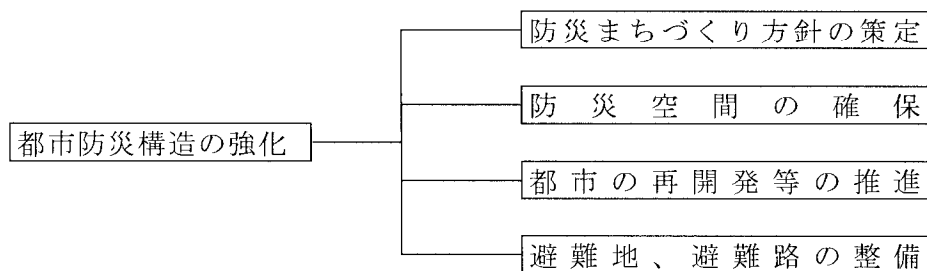 防災まちづくり方針の策定
防災空間の確保
都市防災構造の強化
都市の再開発等の推進
避難地、避難路の整備